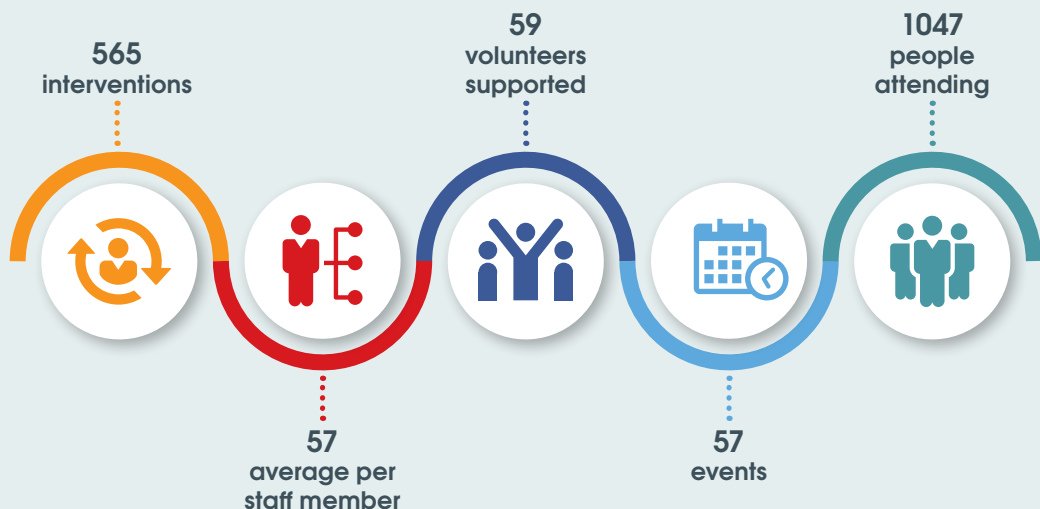 565
interventions
57
average per
staff member
59
volunteers
supported
57
events
1047
people
attending